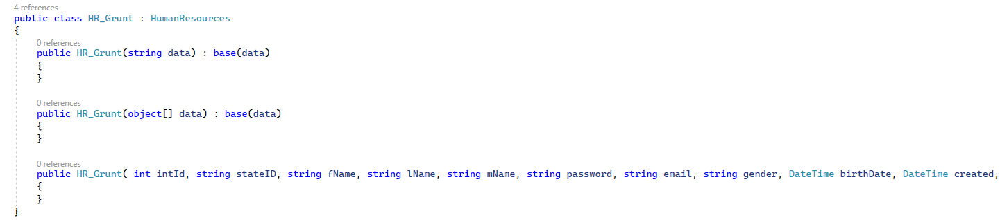 4 references
public class HR_Grunt : HumanResources
{
0 references
public HR_Grunt(string data) : base(data)
{
}
0 references
public HR_Grunt(object[] data) : base(data)
{
}
0 references
public HR_Grunt( int intId, string stateID, string fName, string lName, string mName, string password, string email, string gender, DateTime birthDate, DateTime created,
{
}
}